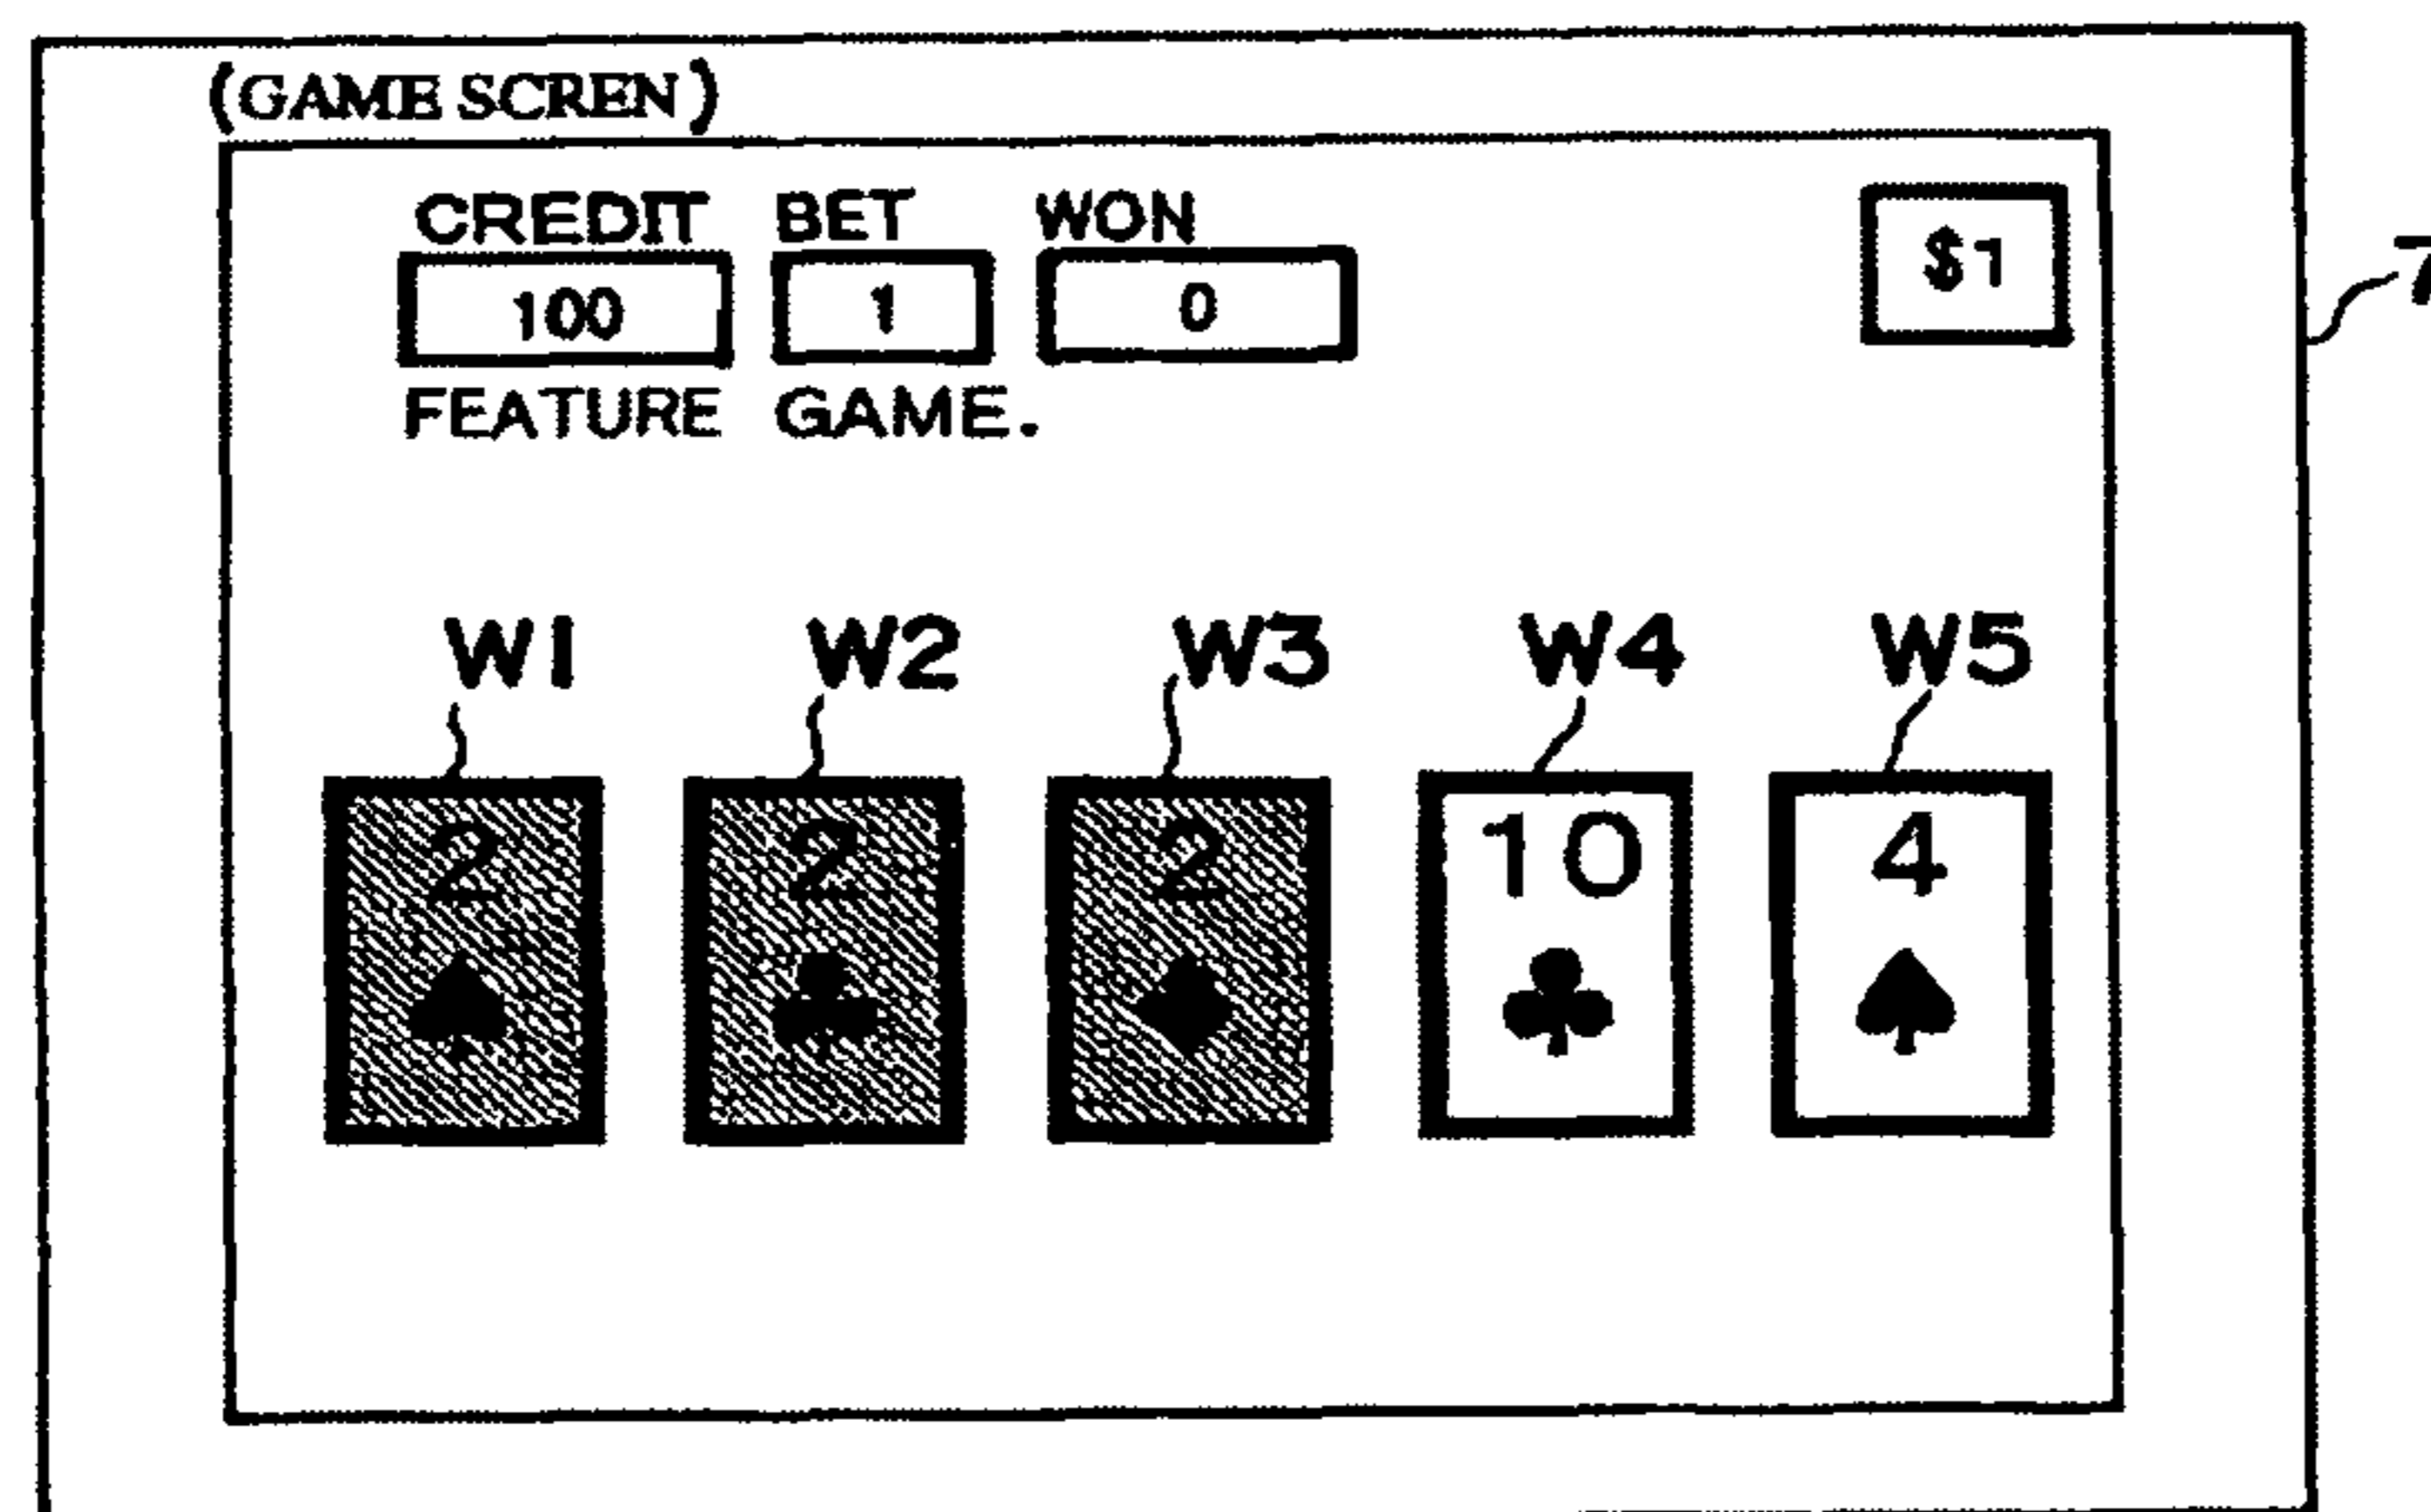 (GAME SCREN)
CREDIT BET WON
100 1 0 $1
7
FEATURE GAME.
W1 W2 W3 W4 W5
2 2 2 10 4